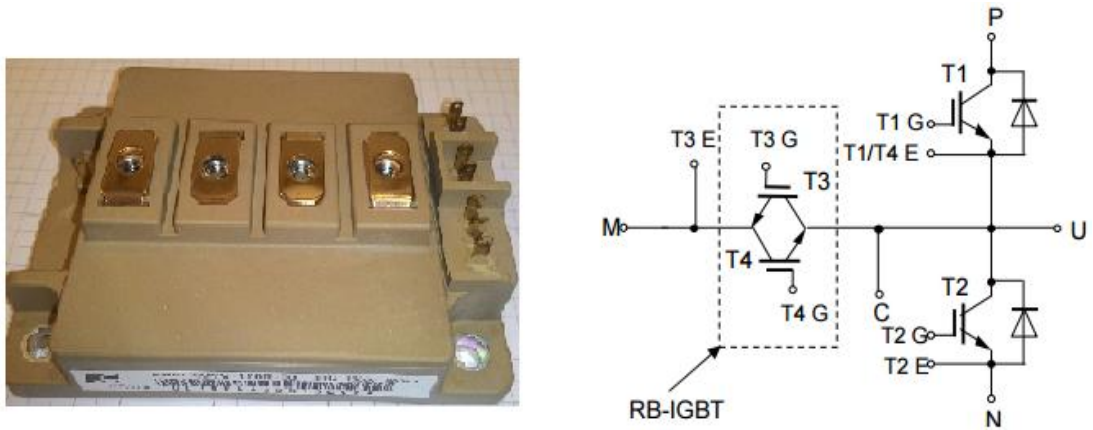 P
T1
T1 G
T1/T4 E
T3 E
T3 G
T3
M
U
T4
T4 G
C
T2
T2 G
T2 E
RB-IGBT
N